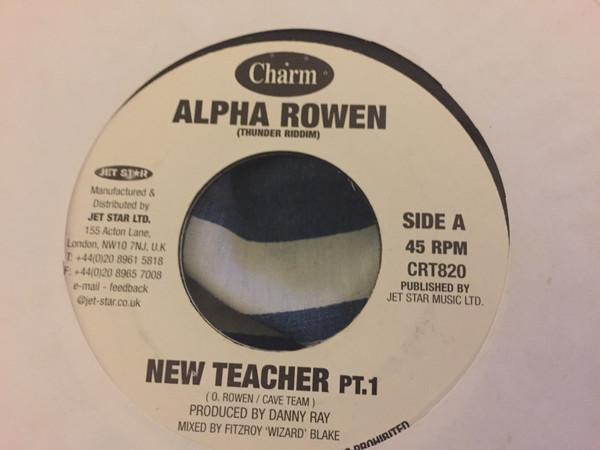 Charm
ALPHA ROWEN
(THUNDER RIDDIM)
JET STAR
Manufactured &
Distributed by
JET STAR LTD.
155 Acton Lane,
London, NW10 7NJ, U.K
T: +44(0)20 8961 5818
F: +44(0)20 8965 7008
e-mail - feedback
@jet-star.co.uk
SIDE A
45 RPM
CRT820
PUBLISHED BY
JET STAR MUSIC LTD.
NEW TEACHER PT.1
( O. ROWEN / CAVE TEAM )
PRODUCED BY DANNY RAY
MIXED BY FITZROY 'WIZARD' BLAKE
PROHIBITED